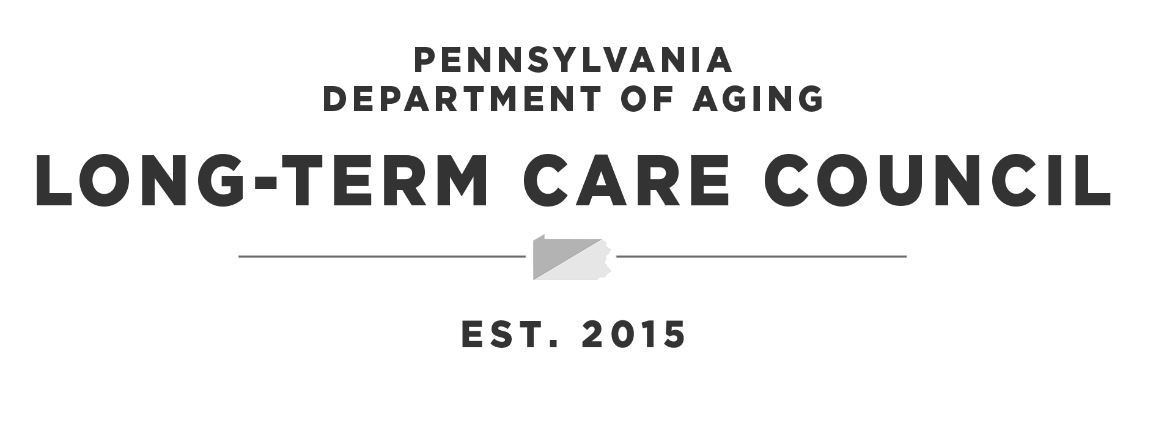 PENNSYLVANIA
DEPARTMENT OF AGING
LONG-TERM CARE COUNCIL
EST. 2015